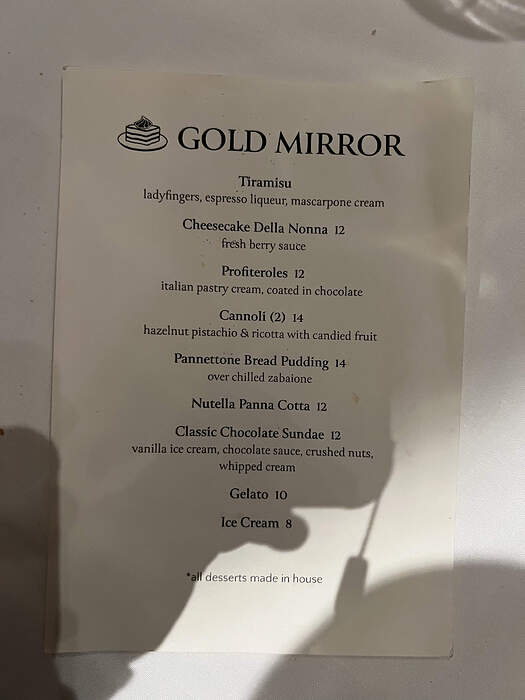 GOLD MIRROR
Tiramisu
ladyfingers, espresso liqueur, mascarpone cream
Cheesecake Della Nonna 12
fresh berry sauce
Profiteroles 12
italian pastry cream, coated in chocolate
Cannoli (2) 14
hazelnut pistachio & ricotta with candied fruit
Pannettone Bread Pudding 14
over chilled zabaione
Nutella Panna Cotta 12
Classic Chocolate Sundae 12
vanilla ice cream, chocolate sauce, crushed nuts,
whipped cream
Gelato 10
Ice Cream 8
*all desserts made in house